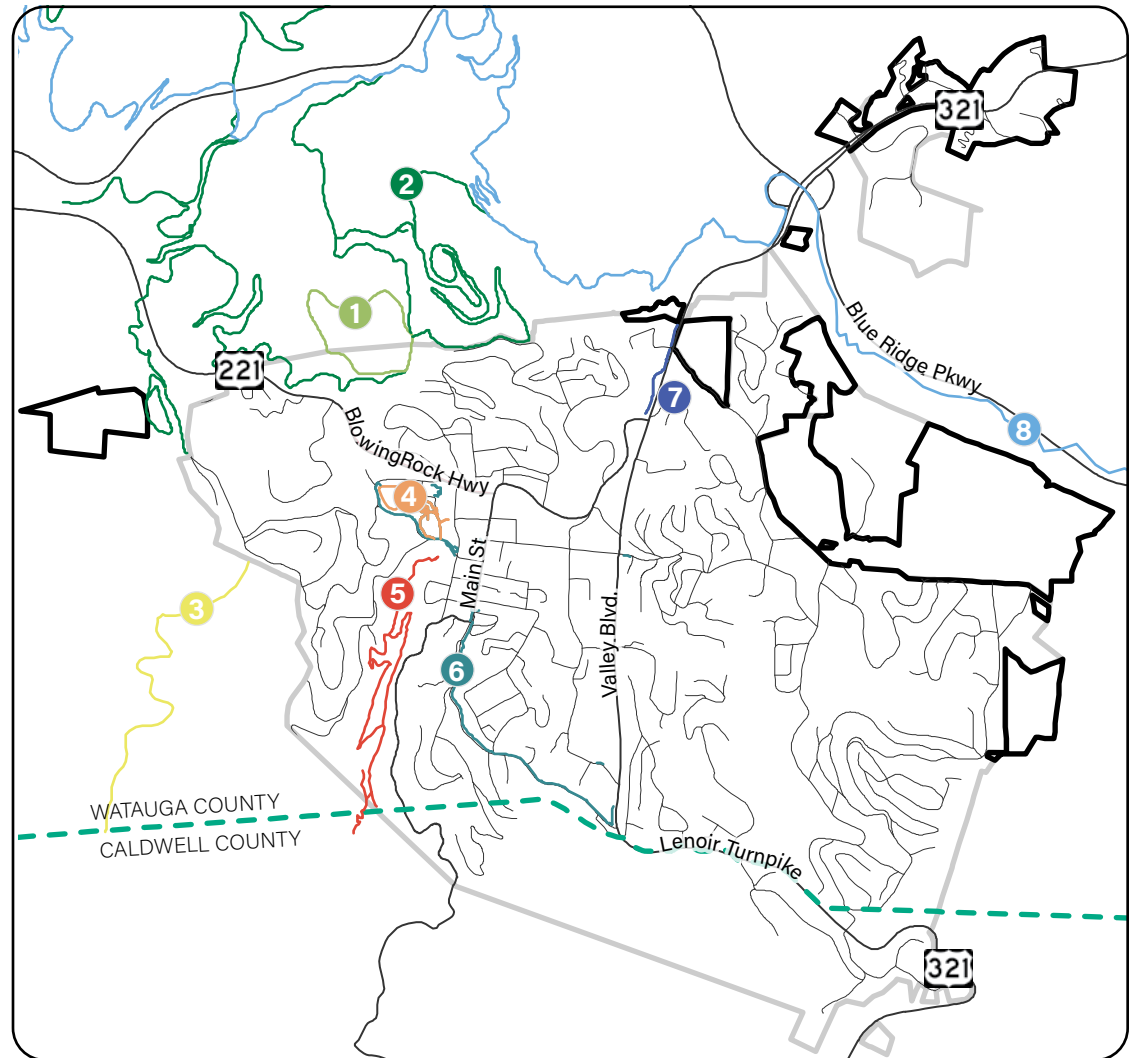 321
2
1
221
Blue Ridge Pkwy
7
8
BlowingRock Hwy
4
Main St
5
3
Valley Blvd.
6
WATAUGA COUNTY
CALDWELL COUNTY
Lenoir Turnpike
321